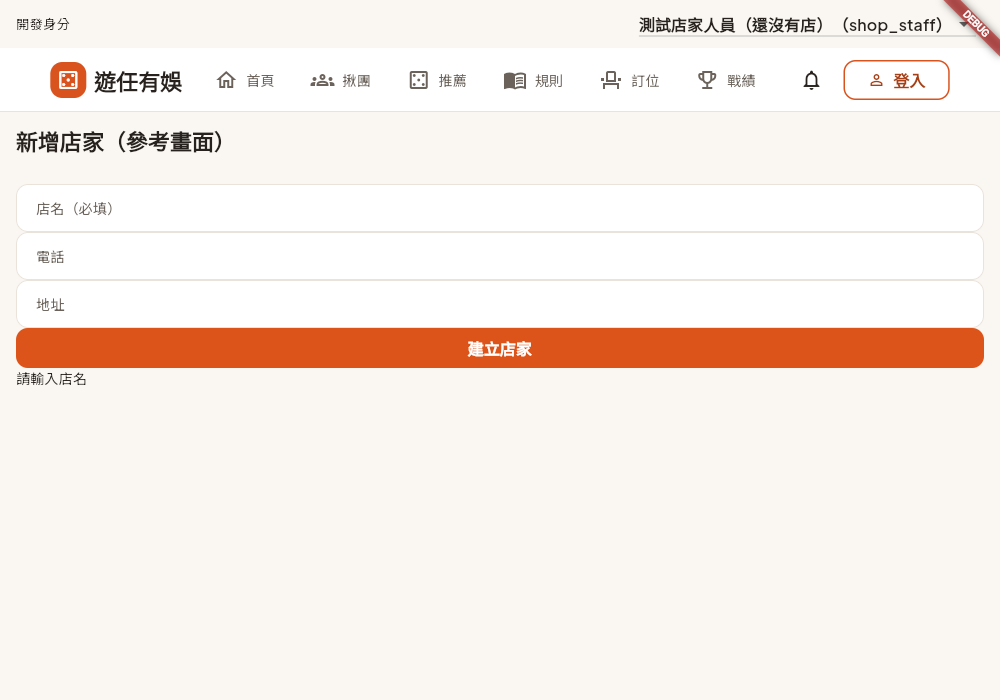 開發身分
測試店家人員（還沒有店）（shop_staff）
DEBUG
遊任有娛
首頁
揪團
推薦
規則
訂位
戰績
登入
新增店家（參考畫面）
店名（必填）
電話
地址
建立店家
請輸入店名